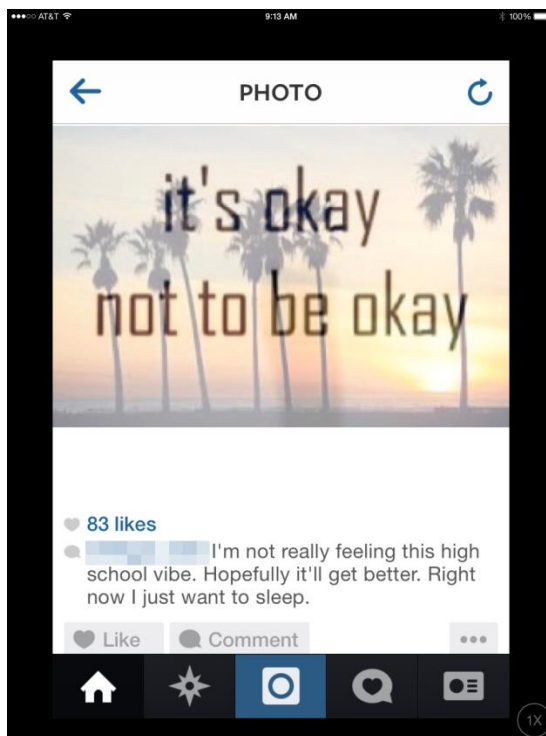 AT&T 9:13 AM 100%
PHOTO
it's okay
not to be okay
83 likes
I'm not really feeling this high
school vibe. Hopefully it'll get better. Right
now I just want to sleep.
Like Comment
1X